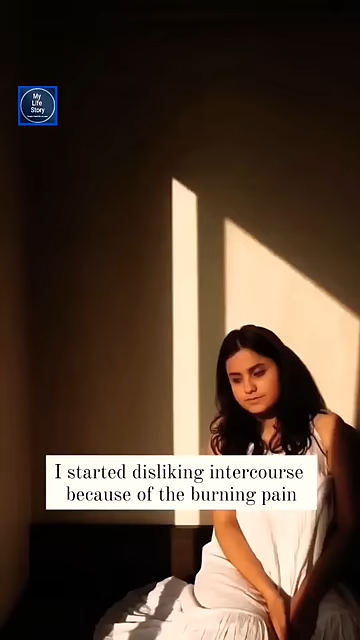 My
Life
Story
I started disliking intercourse
because of the burning pain